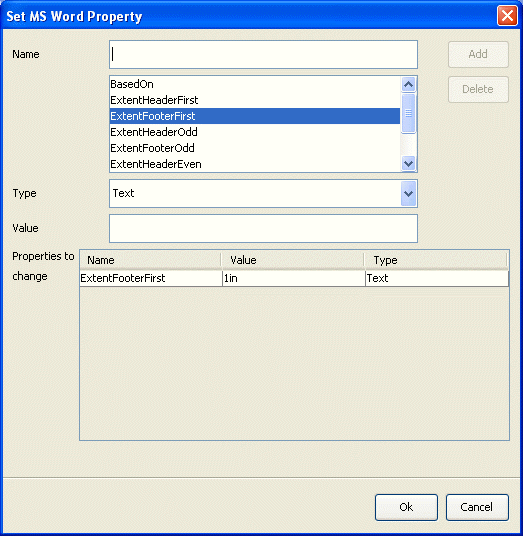 Set MS Word Property
Name
Add
BasedOn
ExtentHeaderFirst
ExtentFooterFirst
ExtentHeaderOdd
ExtentFooterOdd
ExtentHeaderEven
Delete
Type
Text
Value
Properties to
change
Name Value Type
ExtentFooterFirst 1in Text
Ok Cancel